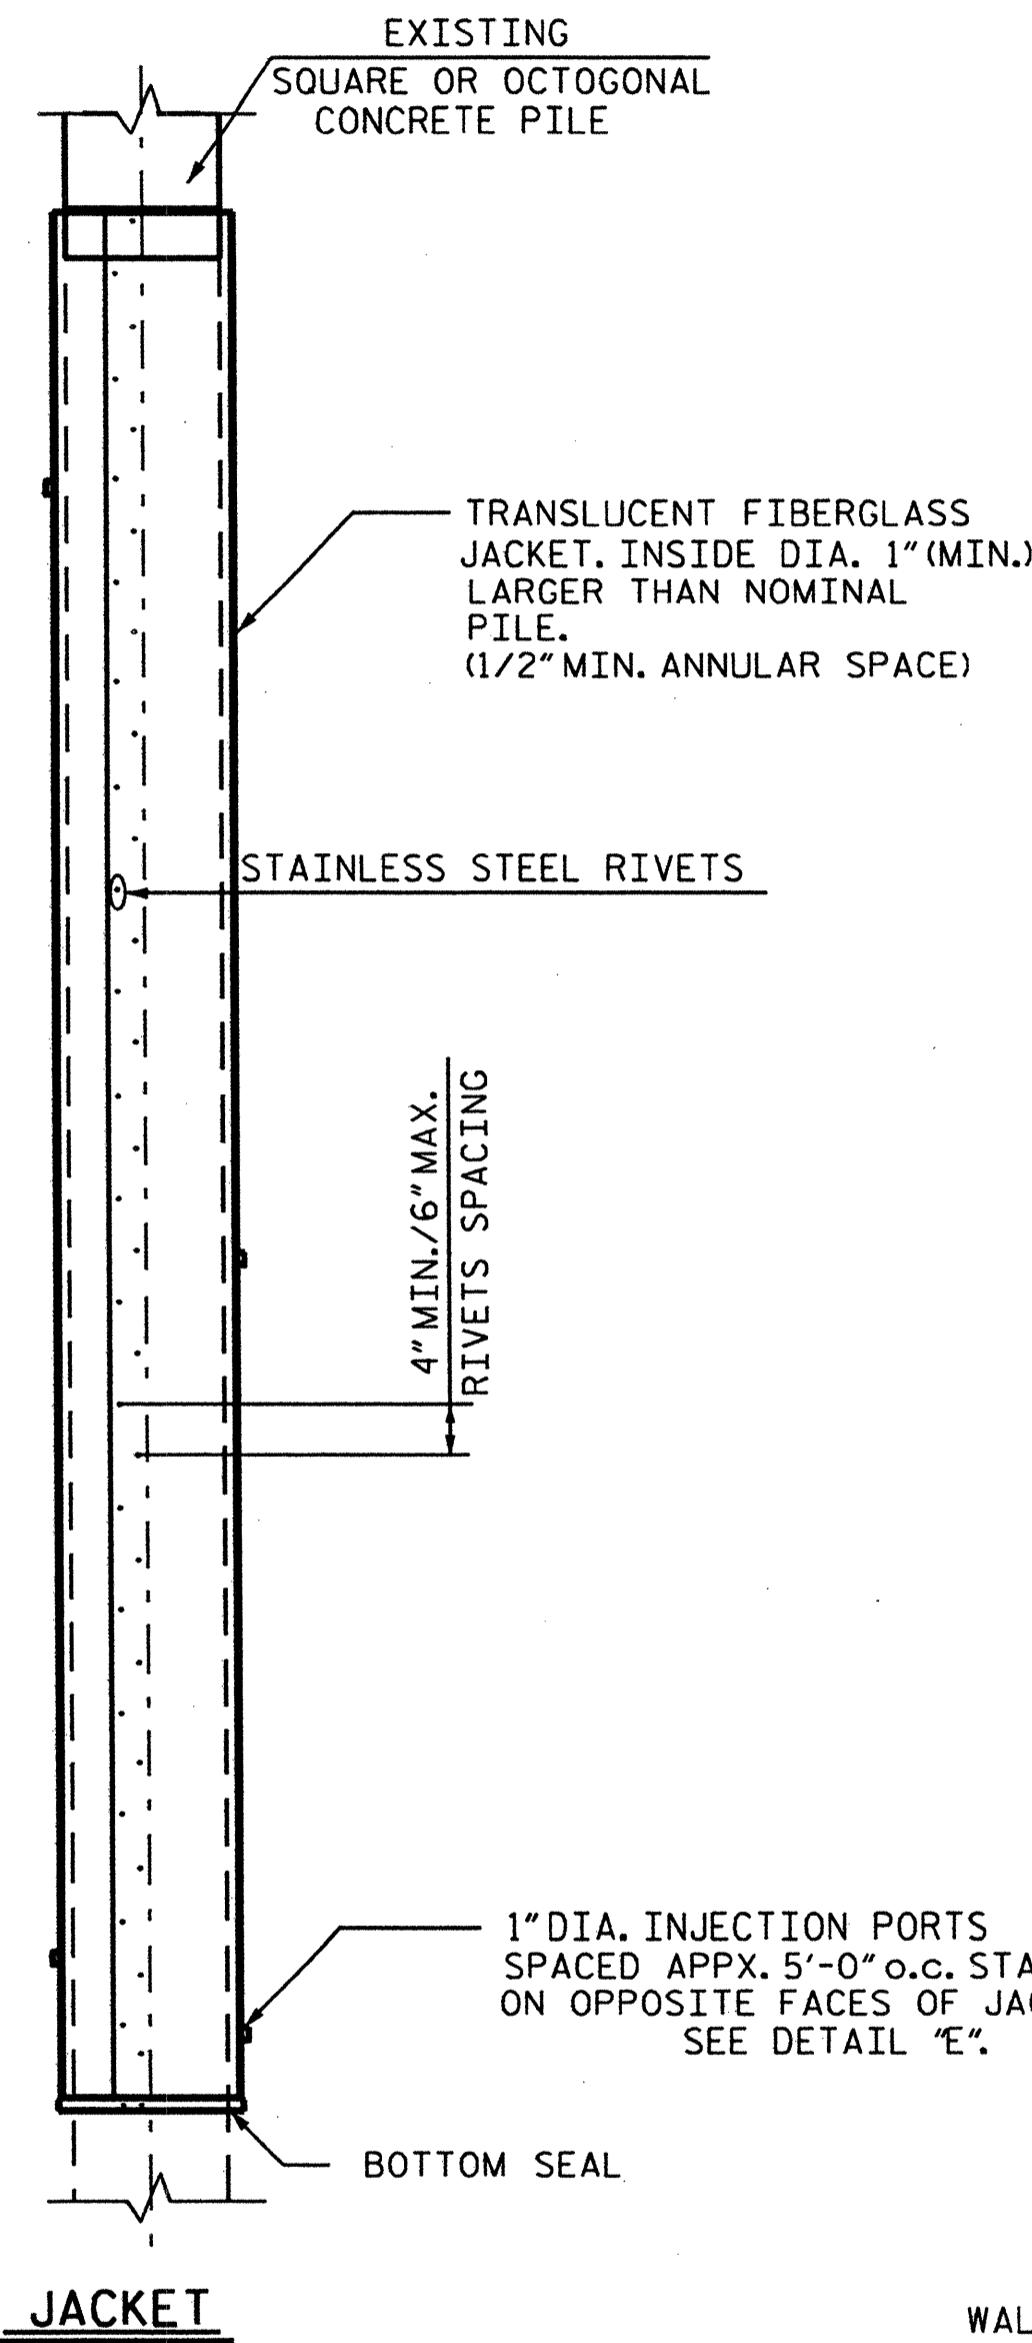 EXISTING
SQUARE OR OCTOGONAL
CONCRETE PILE
TRANSLUCENT FIBERGLASS
JACKET. INSIDE DIA. 1" (MIN.)
LARGER THAN NOMINAL
PILE.
(1/2" MIN. ANNULAR SPACE)
STAINLESS STEEL RIVETS
4" MIN./6" MAX.
RIVETS SPACING
1" DIA. INJECTION PORTS
SPACED APPX. 5'-0" o.c.
ON OPPOSITE FACES OF
SEE DETAIL "E".
BOTTOM SEAL
JACKET